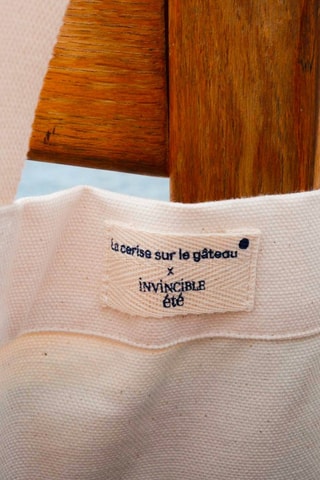 La cerise sur le gâteau
x
iNViNCiBLE
été